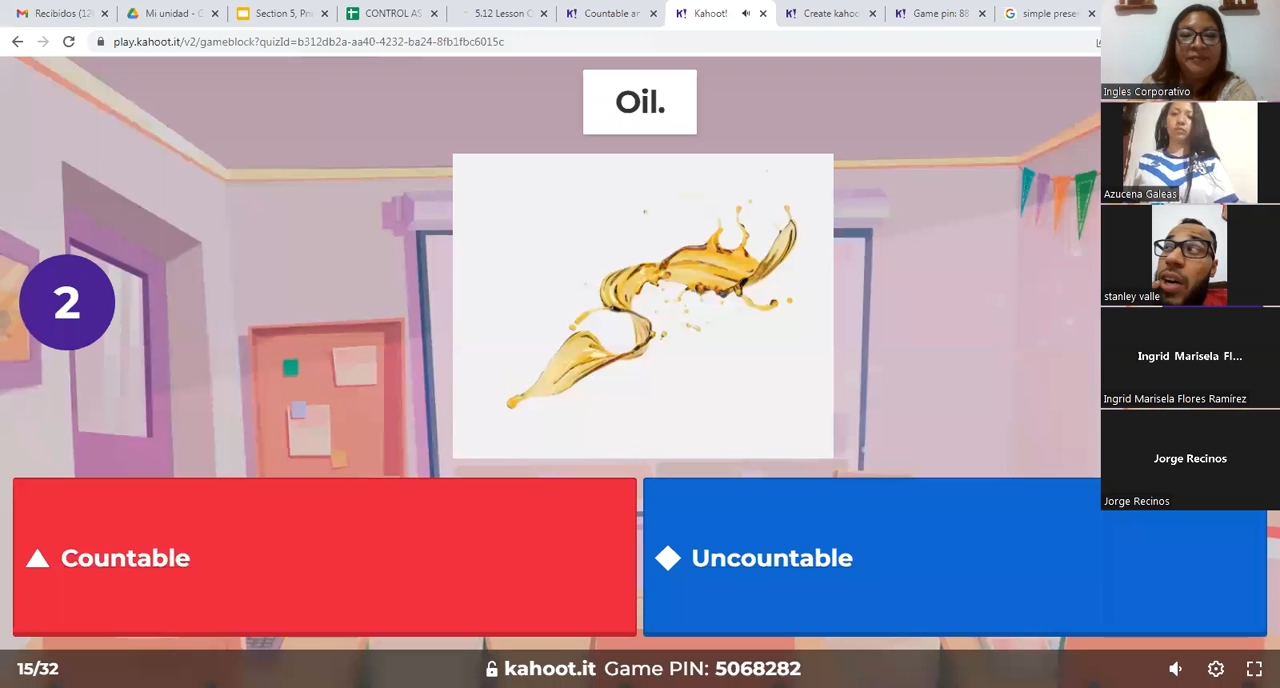 Recibidos (12
Mi unidad - G
Section 5, Pre
CONTROL AS
5.12 Lesson C
Countable ar
Kahoot!
Create kahoo
Game pin: 88
simple presen
play.kahoot.it/v2/gameblock?quizId=b312db2a-aa40-4232-ba24-8fb1fbc6015c
Oil.
2
Countable
Uncountable
15/32
kahoot.it Game PIN: 5068282
Ingles Corporativo
Azucena Galeas
stanley valle
Ingrid Marisela Fl...
Ingrid Marisela Flores Ramírez
Jorge Recinos
Jorge Recinos